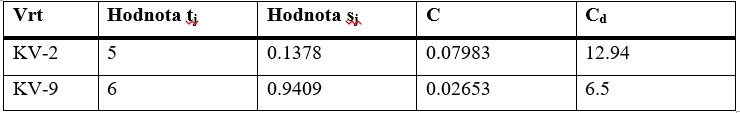 Vrt Hodnota tj Hodnota sj C Cd
KV-2 5 0.1378 0.07983 12.94
KV-9 6 0.9409 0.02653 6.5